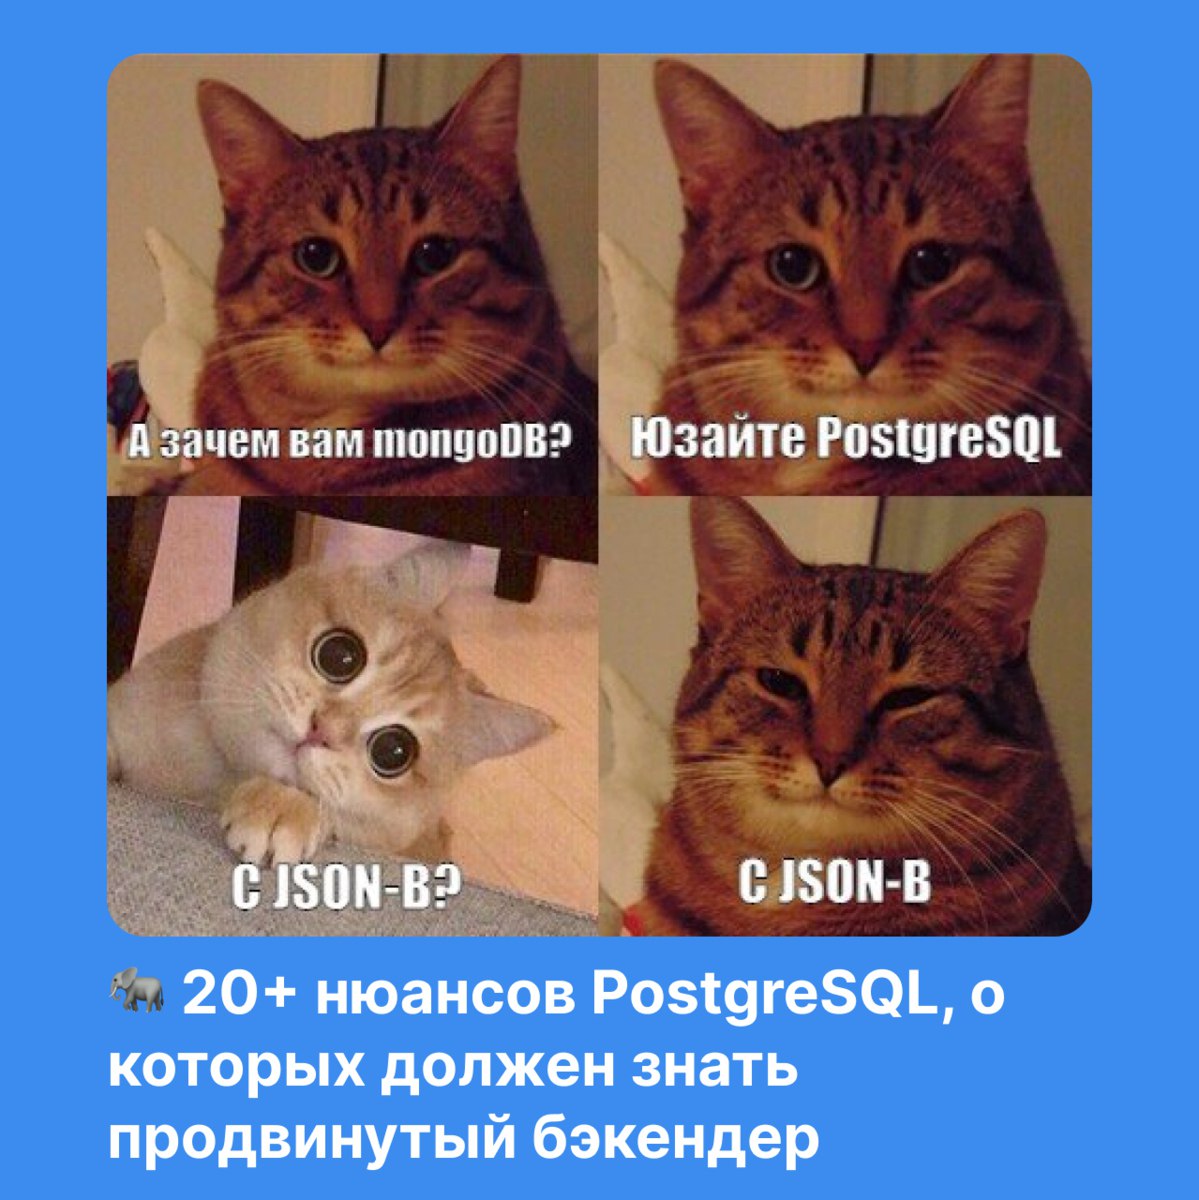 А зачем вам mongoDB?
Юзайте PostgreSQL
С JSON-B?
С JSON-B
🐘 20+ нюансов PostgreSQL, о
которых должен знать
продвинутый бэкендер